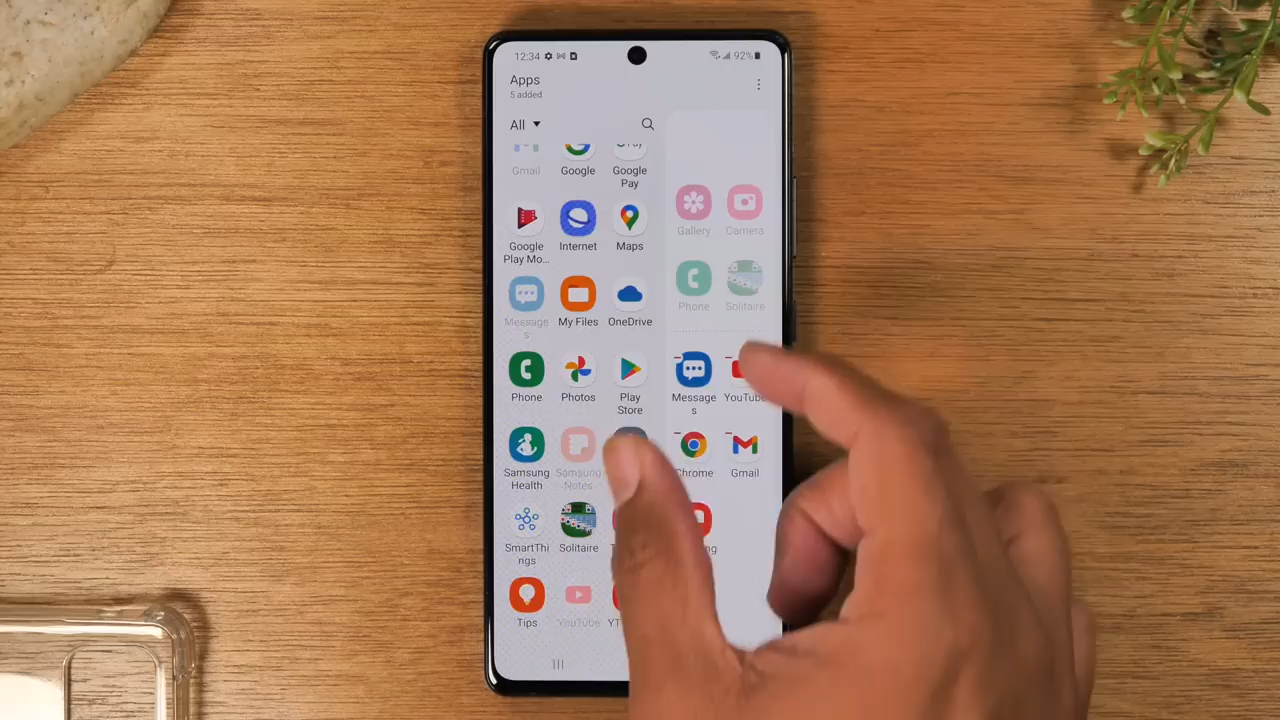 12:34
92%
Apps
5 added
All
Gmail
Google
Google
Pay
Google
Play Mo...
Internet
Maps
Gallery
Camera
Message
s
My Files
OneDrive
Phone
Solitaire
Phone
Photos
Play
Store
Message
s
YouTube
Samsung
Health
Samsung
Notes
Chrome
Gmail
SmartThi
ngs
Solitaire
Tips
YouTube